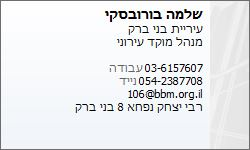 שלמה בורובסקי
עיריית בני ברק
מנהל מוקד עירוני
03-6157607 עבודה
054-2387708 נייד
106@bbm.org.il
רבי יצחק נפחא 8 בני ברק